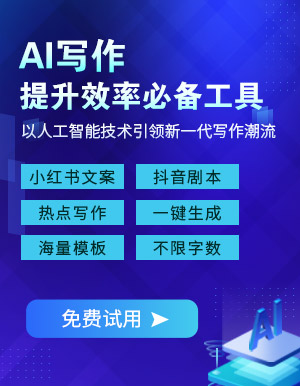 AI写作
提升效率必备工具
以人工智能技术引领新一代写作潮流
小红书文案 抖音剧本
热点写作 一键生成
海量模板 不限字数
免费试用
AI